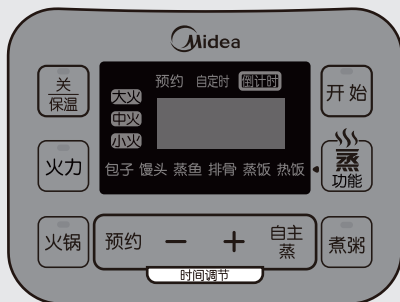 Midea
关
保温
预约 自定时 倒计时
大火
中火
小火
开始
火力
包子 馒头 蒸鱼 排骨 蒸饭 热饭
蒸
功能
火锅
预约 − + 自主
蒸
煮粥
时间调节